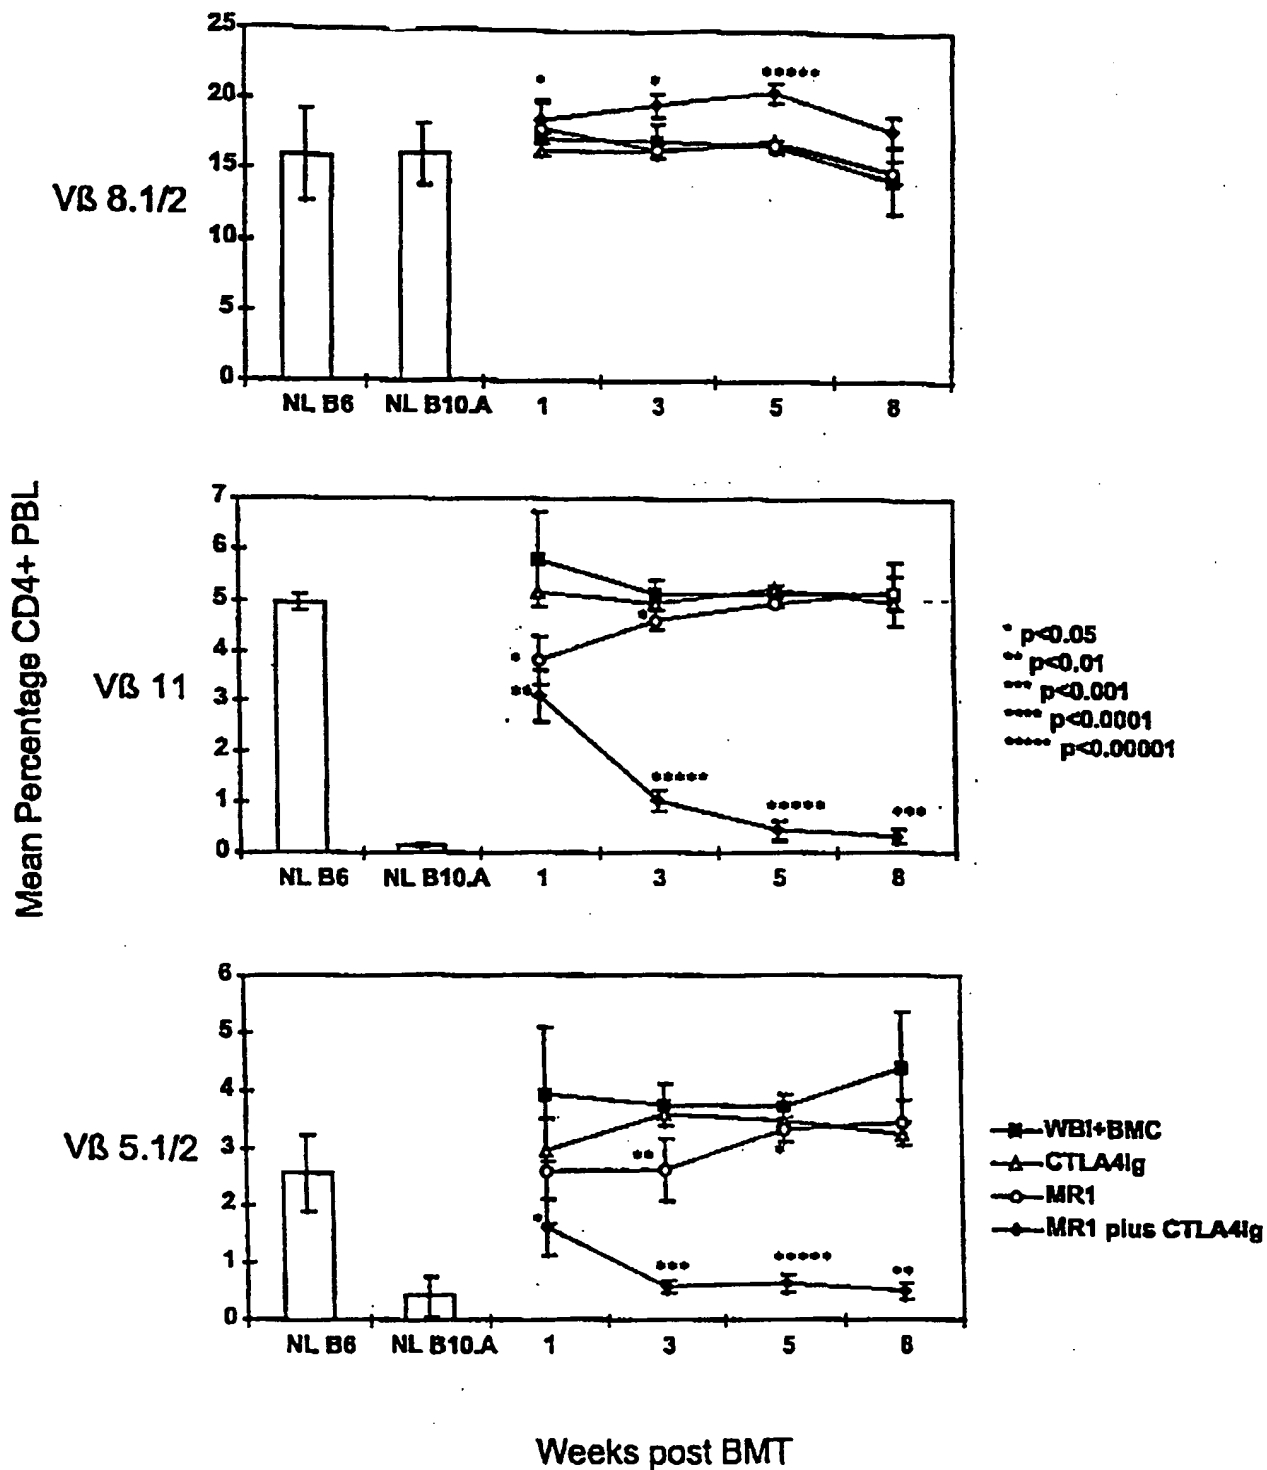 Mean Percentage CD4+ PBL
Vß 8.1/2
25
20
15
10
5
0
NL B6 NL B10.A 1 3 5 8
* * *****
Vß 11
7
6
5
4
3
2
1
0
NL B6 NL B10.A 1 3 5 8
* *
** ***** ***** ***
* p<0.05
** p<0.01
*** p<0.001
**** p<0.0001
***** p<0.00001
Vß 5.1/2
6
5
4
3
2
1
0
NL B6 NL B10.A 1 3 5 8
** *
* *** ***** **
WBI+BMC
CTLA4Ig
MR1
MR1 plus CTLA4Ig
Weeks post BMT